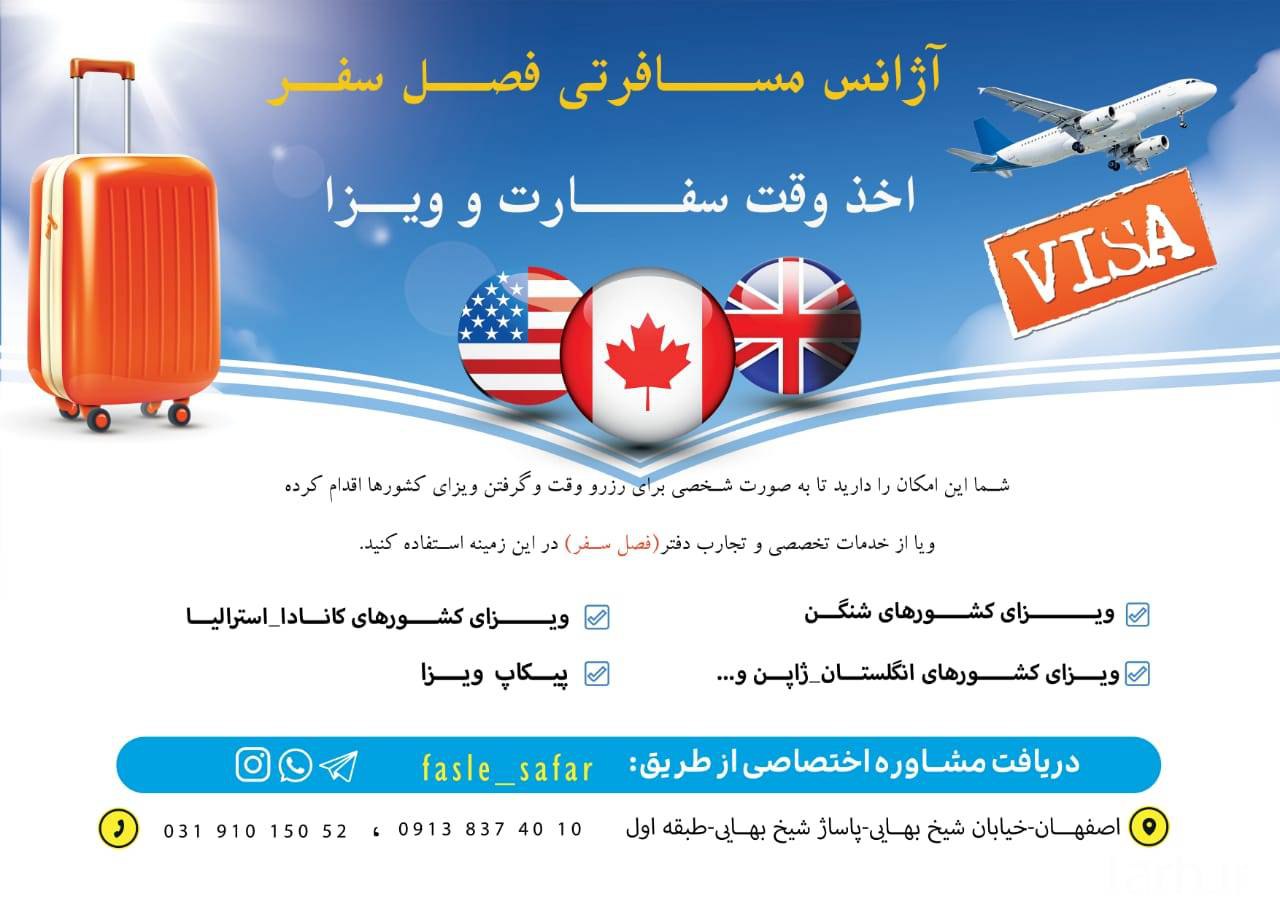 آژانس مسافرتی فصل سفر
اخذ وقت سفارت و ویزا
VISA
شما این امکان را دارید تا به صورت شخصی برای رزرو وقت وگرفتن ویزای کشورها اقدام کرده
ویا از خدمات تخصصی و تجارب دفتر(فصل سفر) در این زمینه استفاده کنید.
ویزای کشورهای شنگن
ویزای کشورهای کانادا_استرالیا
ویزای کشورهای انگلستان_ژاپن و...
پیکاپ ویزا
دریافت مشاوره اختصاصی از طریق: fasle_safar
اصفهان-خیابان شیخ بهایی-پاساژ شیخ بهایی-طبقه اول
0913 837 40 10 ، 031 910 150 52